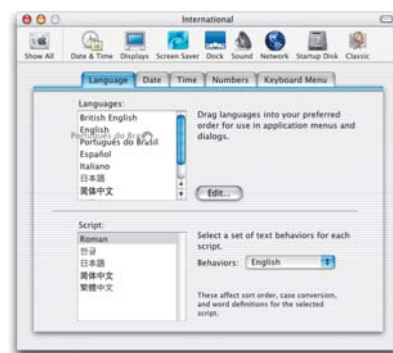 International
Show All Date & Time Displays Screen Saver Dock Sound Network Startup Disk Classic
Language Date Time Numbers Keyboard Menu
Languages:
British English
English
Português do Brasil
Português do Brasil
Español
Italiano
日本語
简体中文
Drag languages into your preferred
order for use in application menus and
dialogs.
Edit...
Script:
Roman
한글
日本語
简体中文
繁體中文
Select a set of text behaviors for each
script.
Behaviors: English
These affect sort order, case conversion,
and word definitions for the selected
script.